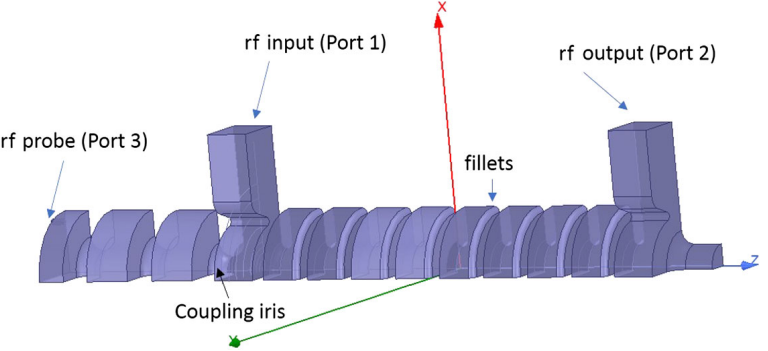 X
rf input (Port 1)
rf output (Port 2)
rf probe (Port 3)
fillets
Z
Coupling iris
Y